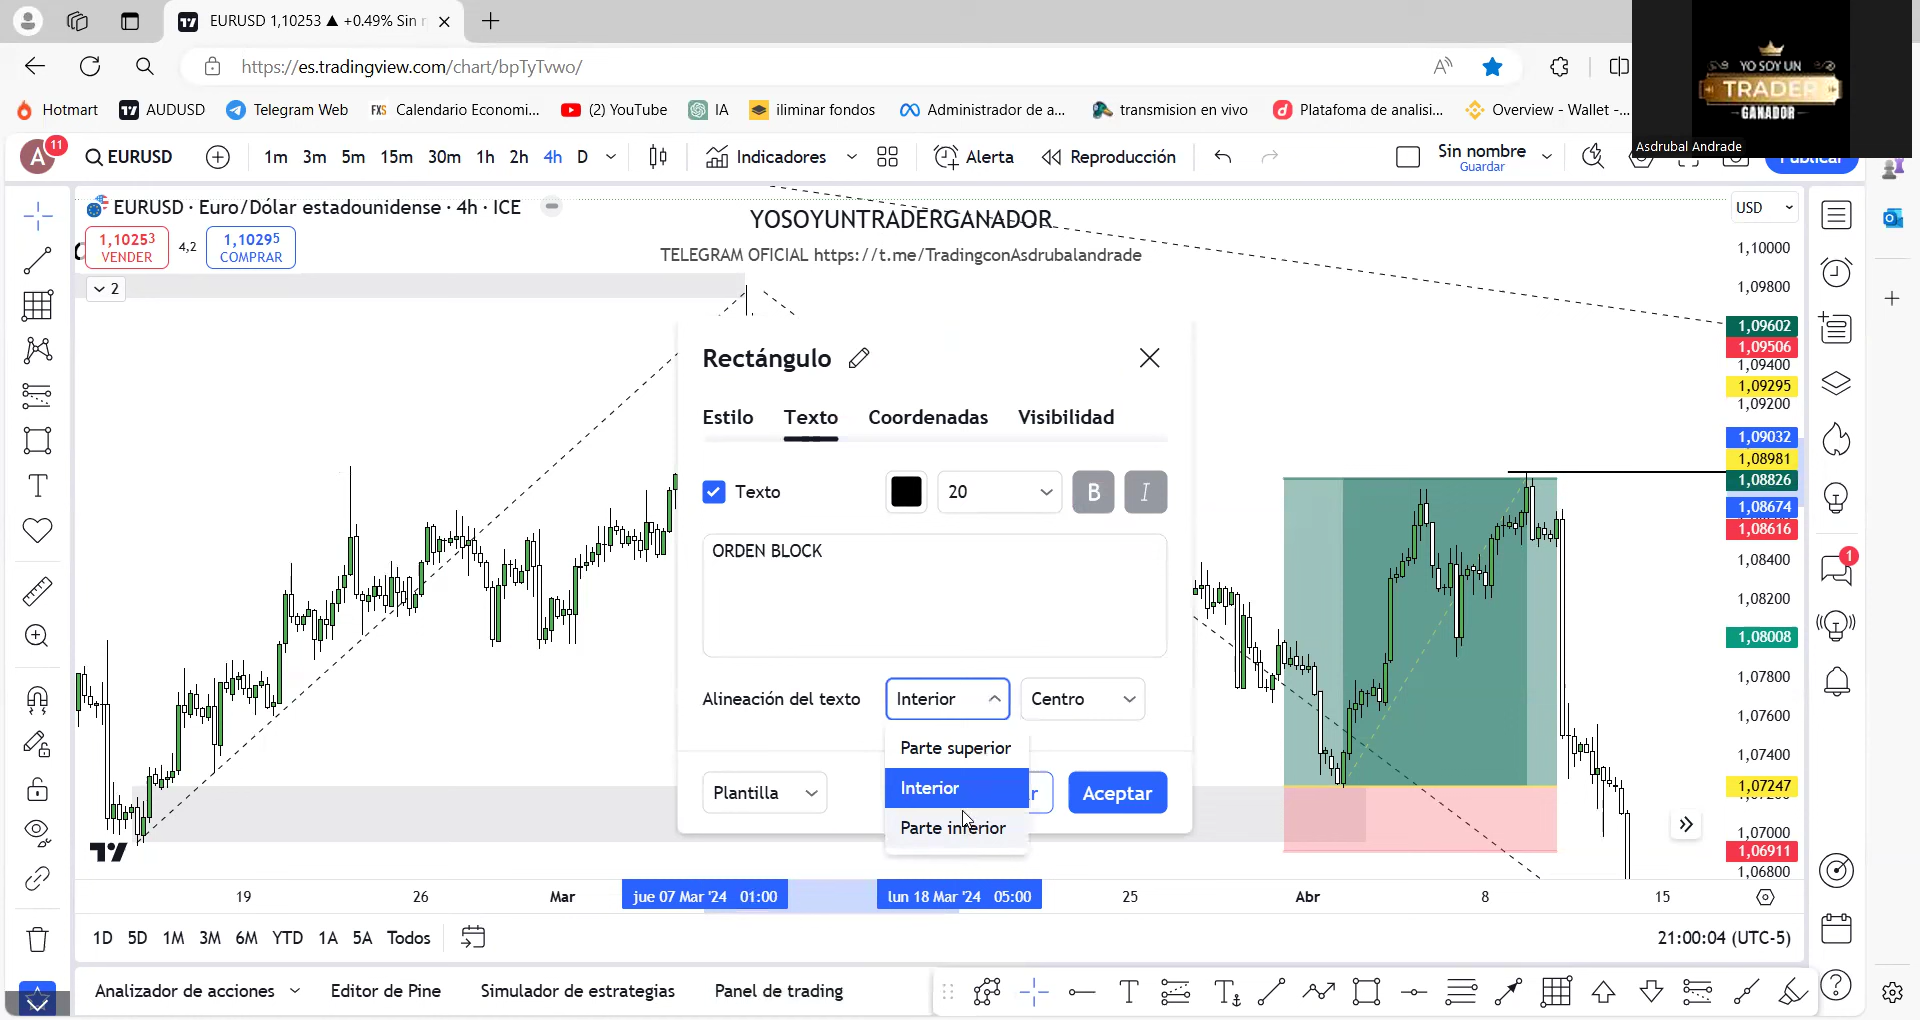 EURUSD 1,10253 ▲ +0.49% Sin
https://es.tradingview.com/chart/bpTyTvwo/
Hotmart AUDUSD Telegram Web FXS Calendario Economi... (2) YouTube IA iliminar fondos Administrador de a... transmision en vivo Platafoma de analisi... Overview - Wallet -...
YO SOY UN
TRADER
GANADOR
Asdrubal Andrade
A 11 EURUSD 1m 3m 5m 15m 30m 1h 2h 4h D Indicadores Alerta Reproducción Sin nombre
Guardar
Publicar
EURUSD · Euro/Dólar estadounidense · 4h · ICE
YOSOYUNTRADERGANADOR
USD
1,10253
VENDER
4,2
1,10295
COMPRAR
TELEGRAM OFICIAL https://t.me/TradingconAsdrubalandrade
2
1,10000
1,09800
1,09602
1,09506
1,09400
1,09295
1,09200
1,09032
1,08981
1,08826
1,08674
1,08616
1,08400
1,08200
1,08008
1,07800
1,07600
1,07400
1,07247
1,07000
1,06911
1,06800
Rectángulo
Estilo Texto Coordenadas Visibilidad
Texto 20 B I
ORDEN BLOCK
Alineación del texto Interior Centro
Parte superior
Interior
Parte inferior
Plantilla r Aceptar
1
19 26 Mar jue 07 Mar '24 01:00 lun 18 Mar '24 05:00 25 Abr 8 15
1D 5D 1M 3M 6M YTD 1A 5A Todos 21:00:04 (UTC-5)
Analizador de acciones Editor de Pine Simulador de estrategias Panel de trading